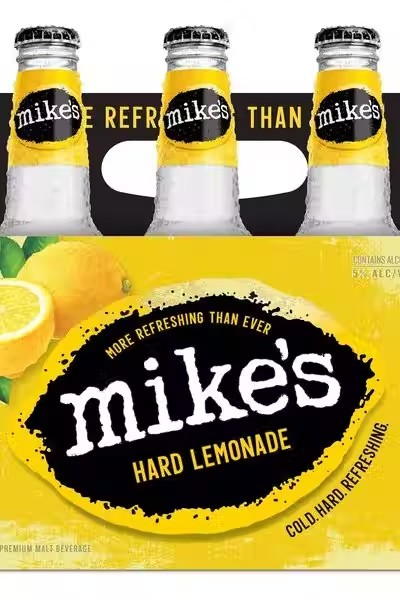 mike's mike's mike's
E REFR THAN
CONTAINS ALC
5% ALC/V
MORE REFRESHING THAN EVER
mike's
HARD LEMONADE
COLD. HARD. REFRESHING.
PREMIUM MALT BEVERAGE